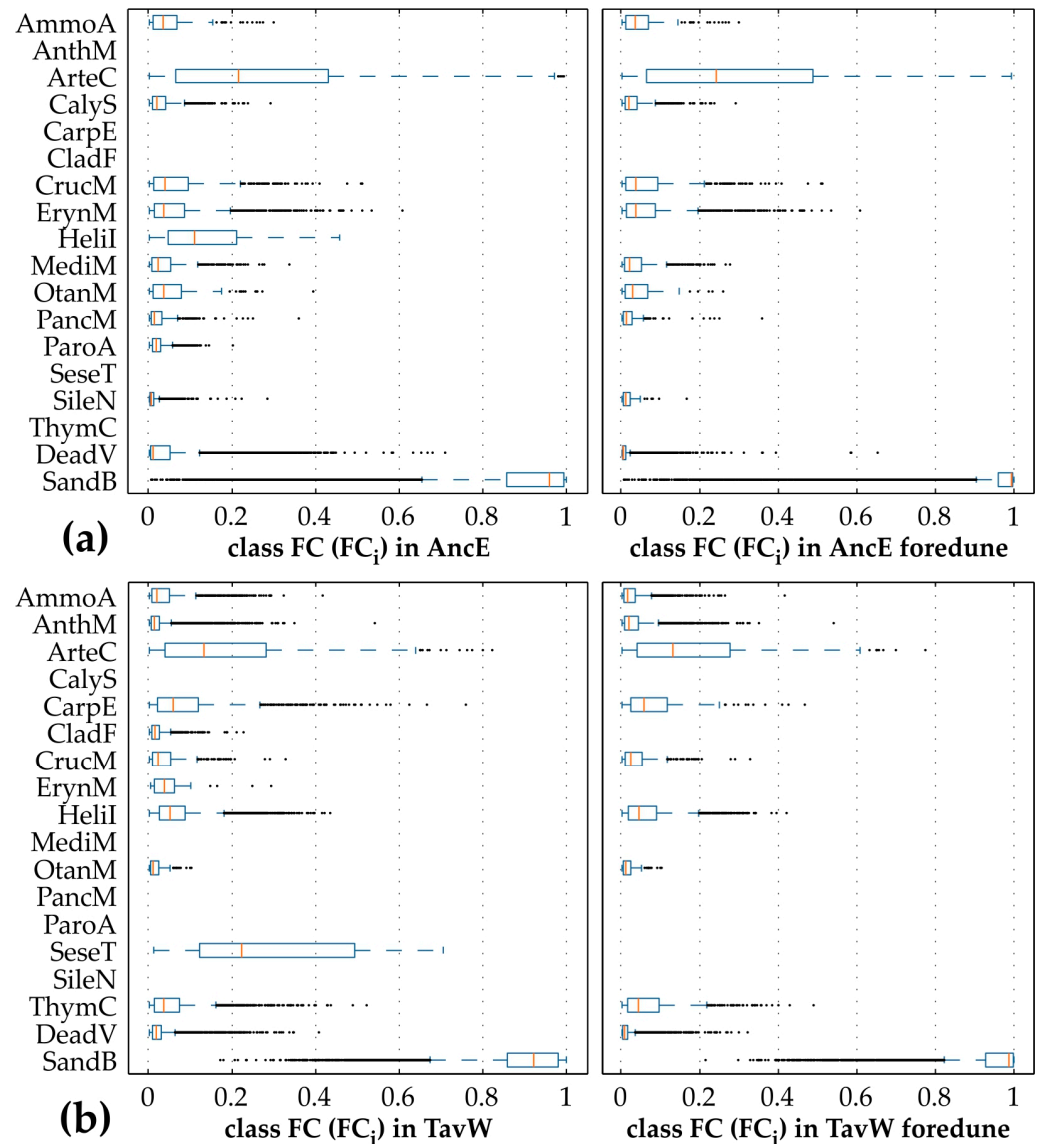 AmmoA
AnthM
ArteC
CalyS
CarpE
CladF
CrucM
ErynM
HeliI
MediM
OtanM
PancM
ParoA
SeseT
SileN
ThymC
DeadV
SandB
0 0.2 0.4 0.6 0.8 1
0 0.2 0.4 0.6 0.8 1
(a)
class FC (FCi) in AncE
class FC (FCi) in AncE foredune
AmmoA
AnthM
ArteC
CalyS
CarpE
CladF
CrucM
ErynM
HeliI
MediM
OtanM
PancM
ParoA
SeseT
SileN
ThymC
DeadV
SandB
0 0.2 0.4 0.6 0.8 1
0 0.2 0.4 0.6 0.8 1
(b)
class FC (FCi) in TavW
class FC (FCi) in TavW foredune